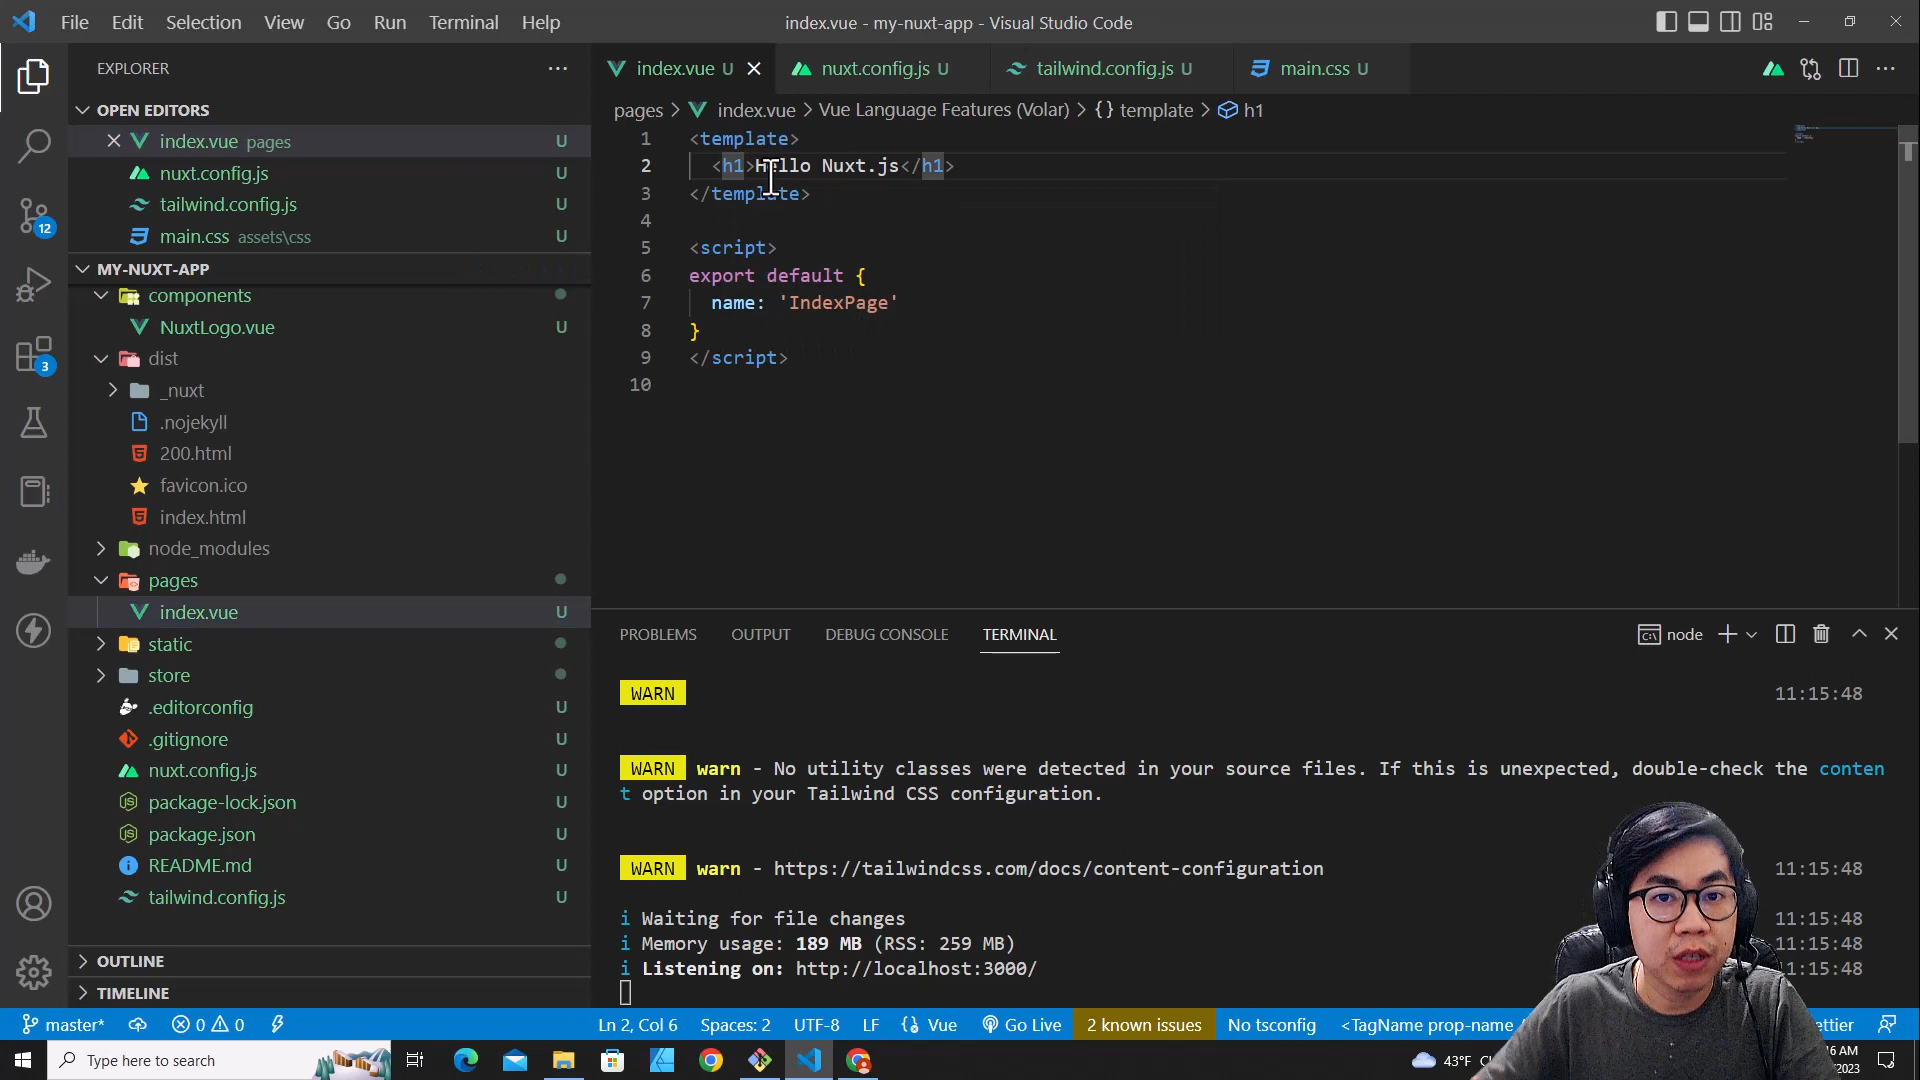 File Edit Selection View Go Run Terminal Help
index.vue - my-nuxt-app - Visual Studio Code
EXPLORER
OPEN EDITORS
index.vue pages U
nuxt.config.js U
tailwind.config.js U
main.css assets\css U
MY-NUXT-APP
components
NuxtLogo.vue U
dist
_nuxt
.nojekyll
200.html
favicon.ico
index.html
node_modules
pages
index.vue U
static
store
.editorconfig U
.gitignore U
nuxt.config.js U
package-lock.json U
package.json U
README.md U
tailwind.config.js U
OUTLINE
TIMELINE
12
3
index.vue U nuxt.config.js U tailwind.config.js U main.css U
pages > index.vue > Vue Language Features (Volar) > {} template > h1
1 <template>
2 <h1>Hello Nuxt.js</h1>
3 </template>
4
5 <script>
6 export default {
7 name: 'IndexPage'
8 }
9 </script>
10
PROBLEMS OUTPUT DEBUG CONSOLE TERMINAL
node
WARN 11:15:48
WARN warn - No utility classes were detected in your source files. If this is unexpected, double-check the conten
t option in your Tailwind CSS configuration.
WARN warn - https://tailwindcss.com/docs/content-configuration 11:15:48
i Waiting for file changes 11:15:48
i Memory usage: 189 MB (RSS: 259 MB) 11:15:48
i Listening on: http://localhost:3000/ 11:15:48
master* 0 0 Ln 2, Col 6 Spaces: 2 UTF-8 LF Vue Go Live 2 known issues No tsconfig <TagName prop-name
Type here to search 43°F